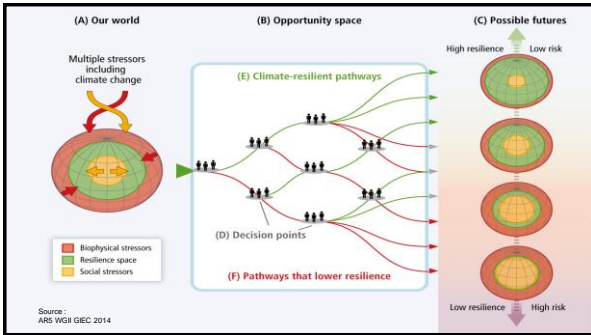 (A) Our world
(B) Opportunity space
(C) Possible futures
Multiple stressors
including
climate change
(E) Climate-resilient pathways
(D) Decision points
(F) Pathways that lower resilience
High resilience
Low risk
Low resilience
High risk
Biophysical stressors
Resilience space
Social stressors
Source :
AR5 WGII GIEC 2014